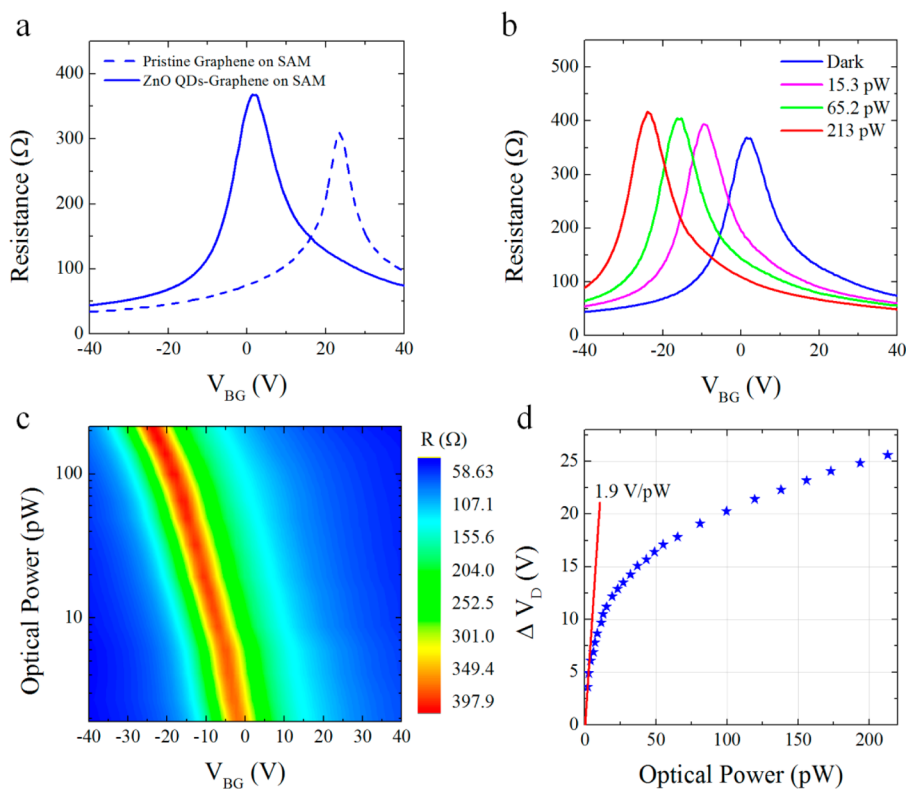 a
Pristine Graphene on SAM
ZnO QDs-Graphene on SAM
400
300
200
100
0
Resistance (Ω)
-40
-20
0
20
40
V_BG (V)
b
Dark
15.3 pW
65.2 pW
213 pW
500
400
300
200
100
0
Resistance (Ω)
-40
-20
0
20
40
V_BG (V)
c
100
10
Optical Power (pW)
-40
-30
-20
-10
0
10
20
30
40
V_BG (V)
R (Ω)
58.63
107.1
155.6
204.0
252.5
301.0
349.4
397.9
d
1.9 V/pW
25
20
15
10
5
0
Δ V_D (V)
0
50
100
150
200
Optical Power (pW)